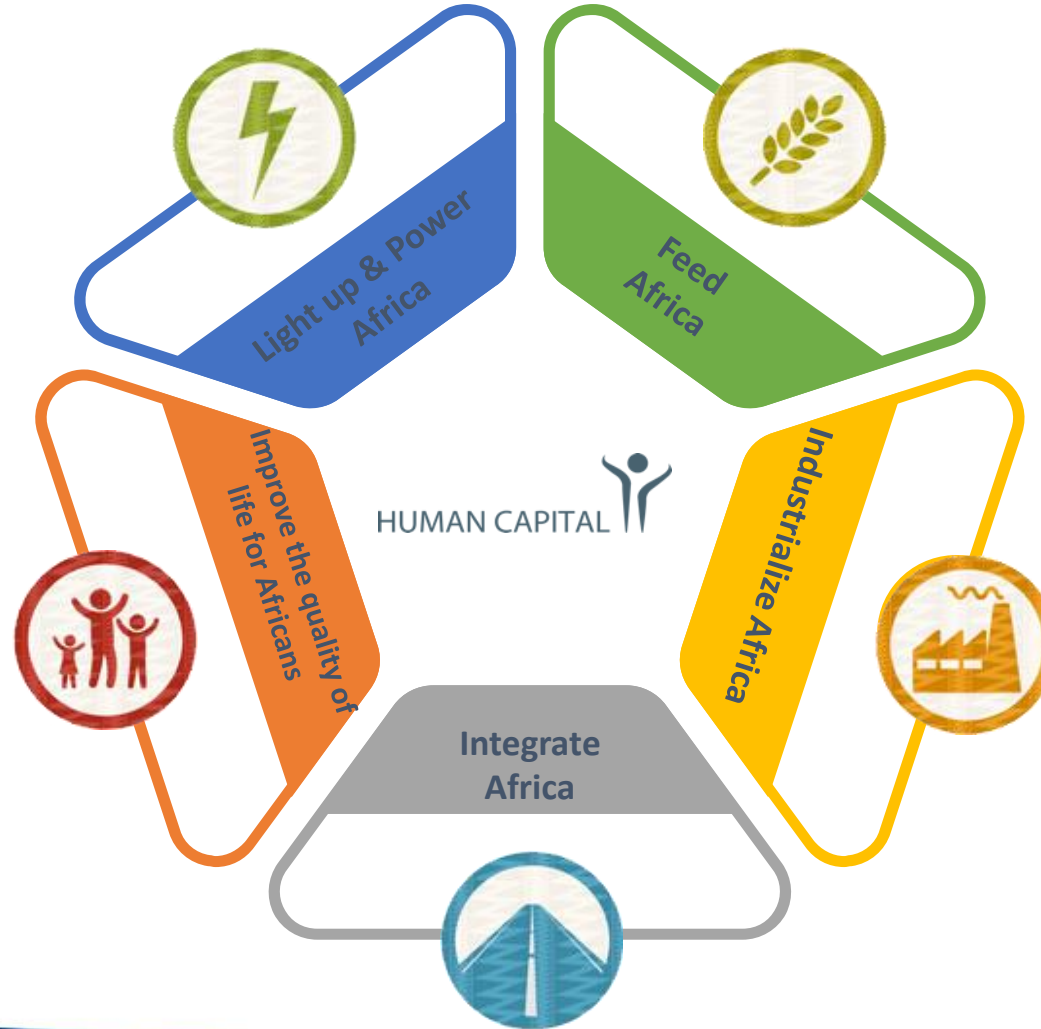 Light up & Power
Africa
Feed
Africa
Improve the quality of
life for Africans
HUMAN CAPITAL
Industrialize Africa
Integrate
Africa